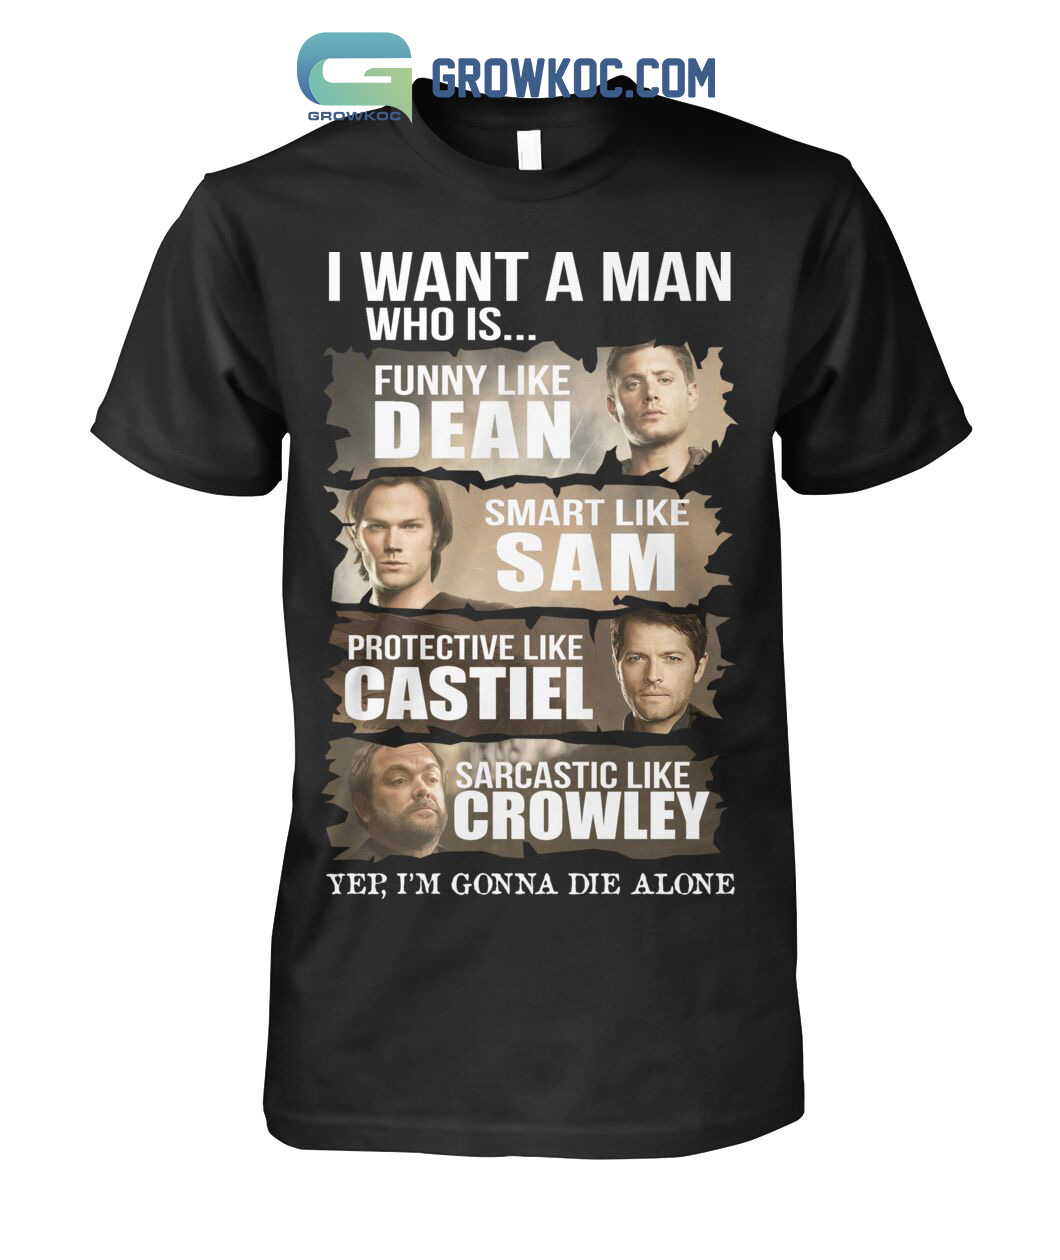 GROWKOC.COM
GROWKOC
I WANT A MAN
WHO IS...
FUNNY LIKE
DEAN
SMART LIKE
SAM
PROTECTIVE LIKE
CASTIEL
SARCASTIC LIKE
CROWLEY
YEP, I'M GONNA DIE ALONE